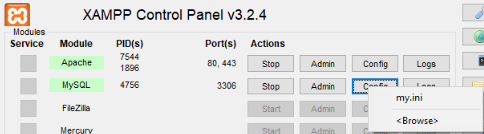 XAMPP Control Panel v3.2.4
Modules
Service Module PID(s) Port(s) Actions
Apache 7544 1896 80, 443 Stop Admin Config Logs
MySQL 4756 3306 Stop Admin Config Logs
FileZilla Start Admin
Mercury Start Admin
my.ini
<Browse>